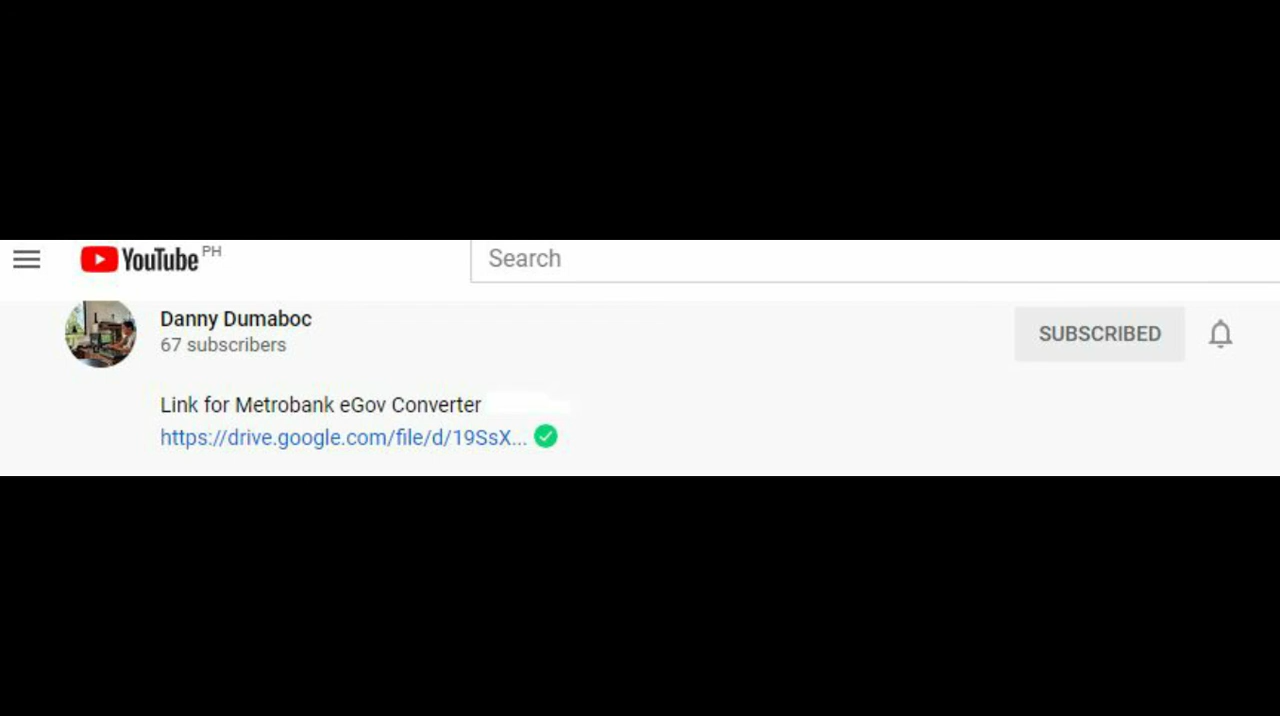 YouTube PH
Search
Danny Dumaboc
67 subscribers
SUBSCRIBED
Link for Metrobank eGov Converter
https://drive.google.com/file/d/19SsX...